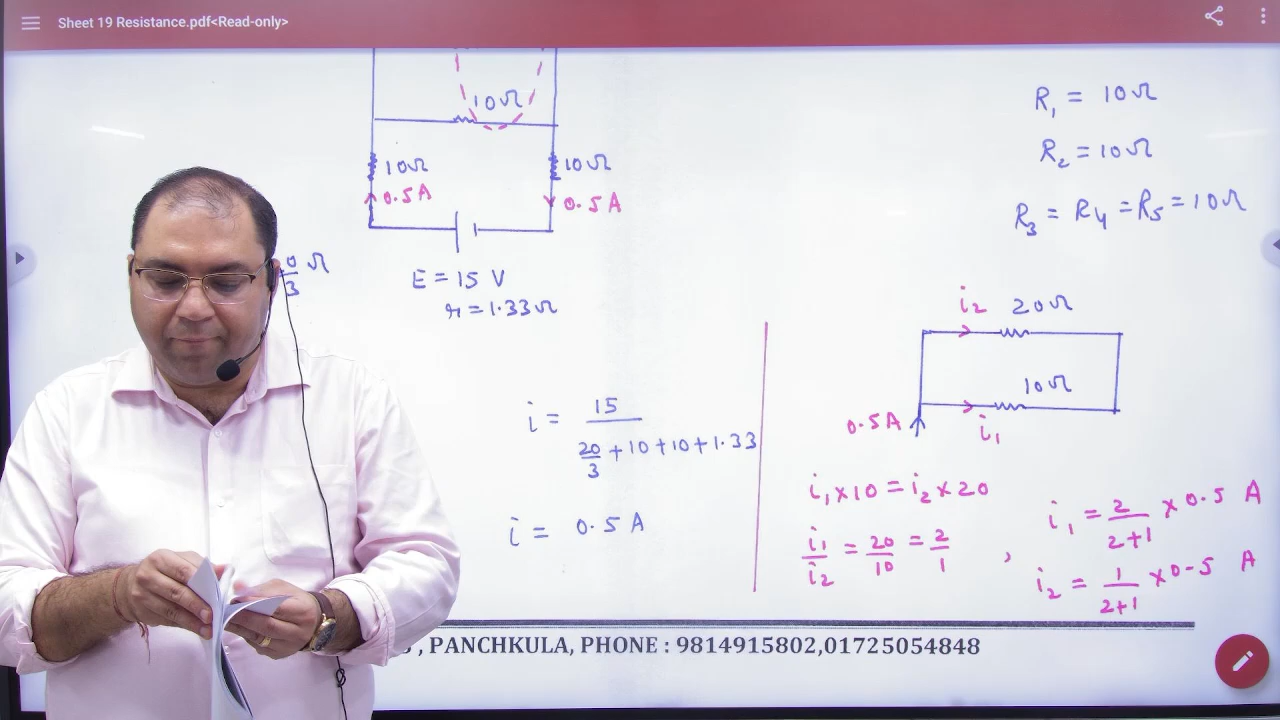 Sheet 19 Resistance.pdf<Read-only>
10Ω
10Ω
10Ω
0.5A
0.5A
Ω
3
E = 15 V
r = 1.33Ω
i = 15
20/3 + 10 + 10 + 1.33
i = 0.5 A
R₁ = 10Ω
R₂ = 10Ω
R₃ = R₄ = R₅ = 10Ω
i₂ 20Ω
10Ω
0.5A
i₁
i₁ × 10 = i₂ × 20
i₁/i₂ = 20/10 = 2/1 ,
i₁ = 2/2+1 × 0.5 A
i₂ = 1/2+1 × 0.5 A
, PANCHKULA, PHONE : 9814915802,01725054848